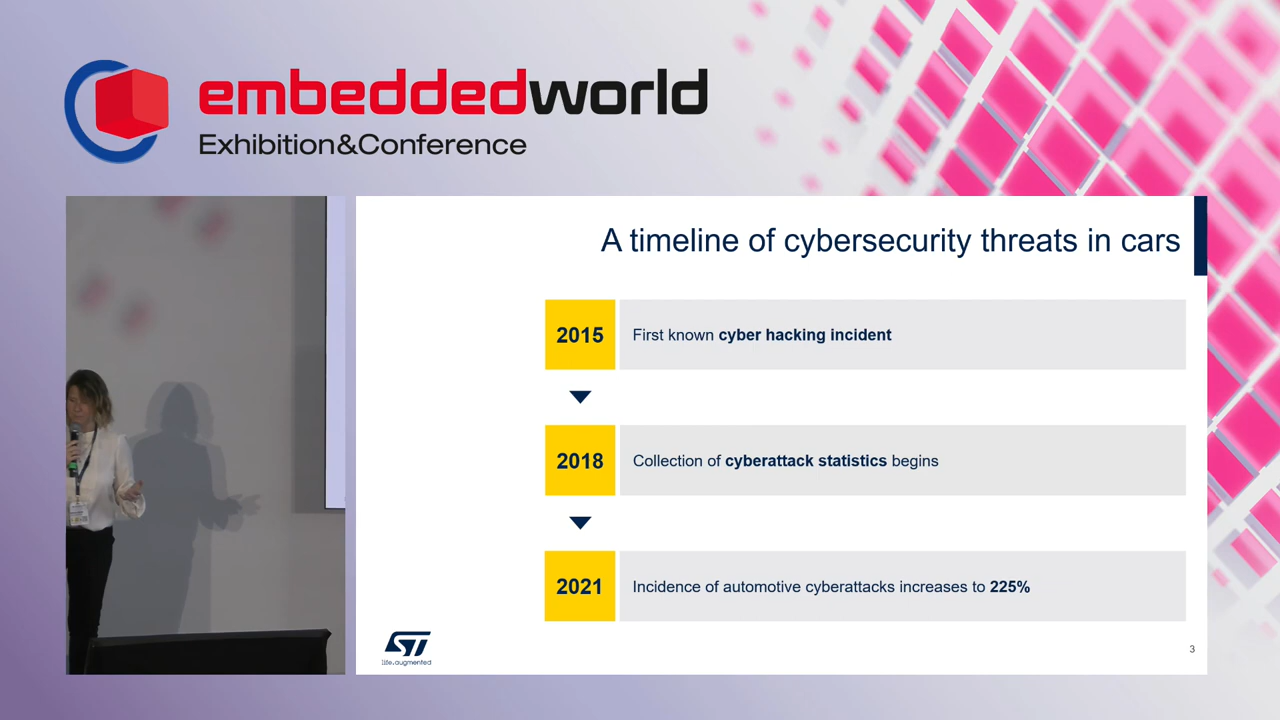 embeddedworld
Exhibition&Conference
A timeline of cybersecurity threats in cars
2015
First known cyber hacking incident
2018
Collection of cyberattack statistics begins
2021
Incidence of automotive cyberattacks increases to 225%
ST
life.augmented
3